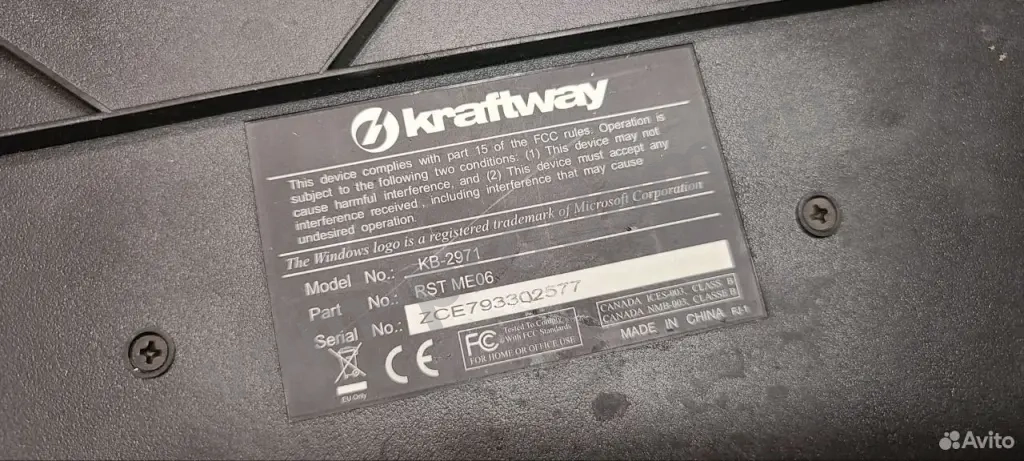 kraftway
This device complies with part 15 of the FCC rules. Operation is
subject to the following two conditions: (1) This device may not
cause harmful interference, and (2) This device must accept any
interference received, including interference that may cause
undesired operation.
The Windows logo is a registered trademark of Microsoft Corporation
Model No.: KB-2971
Part No.: RST ME06
Serial No.: ZCE793302577
EU Only
CE
FC
Tested To Comply
With FCC Standards
FOR HOME OR OFFICE USE
CANADA ICES-003, CLASS B
CANADA NMB-003, CLASSE B
MADE IN CHINA
Avito